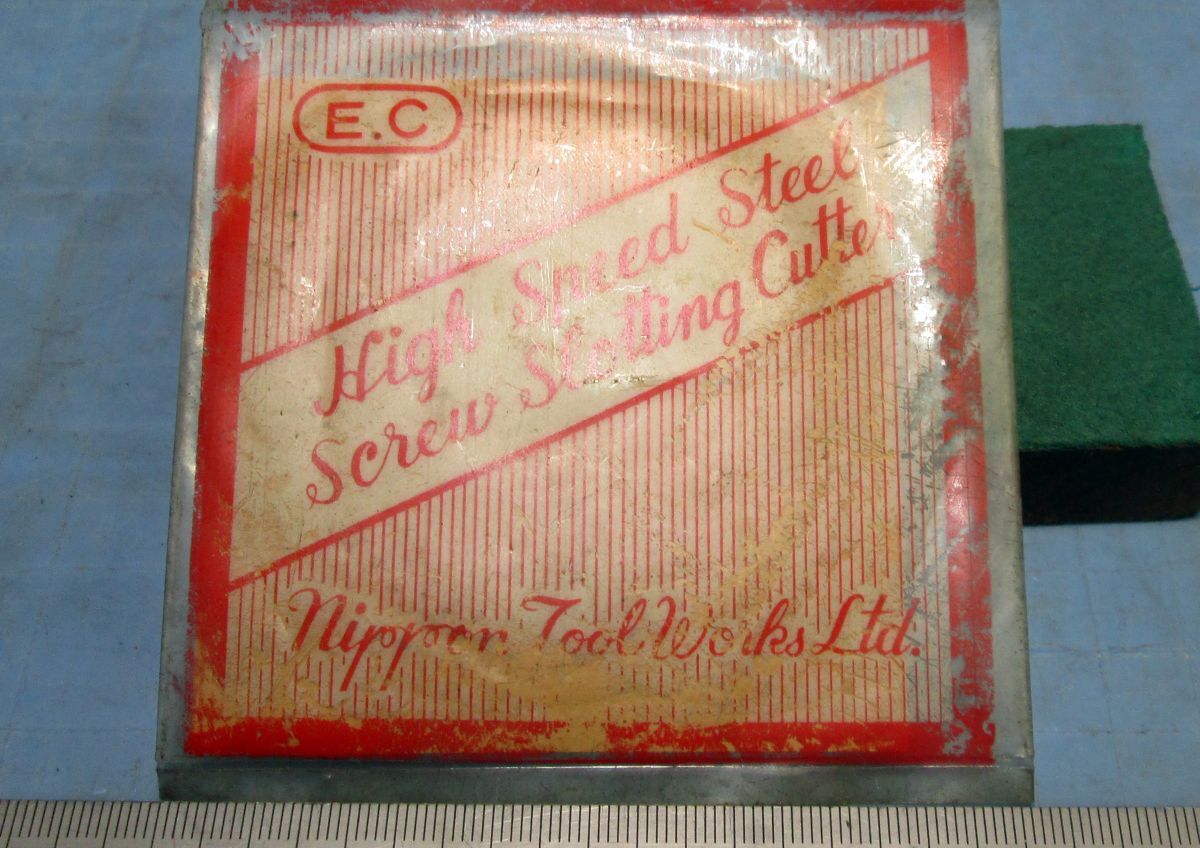 E.C
High Speed Steel
Screw Slotting Cutter
Nippon Tool Works Ltd.